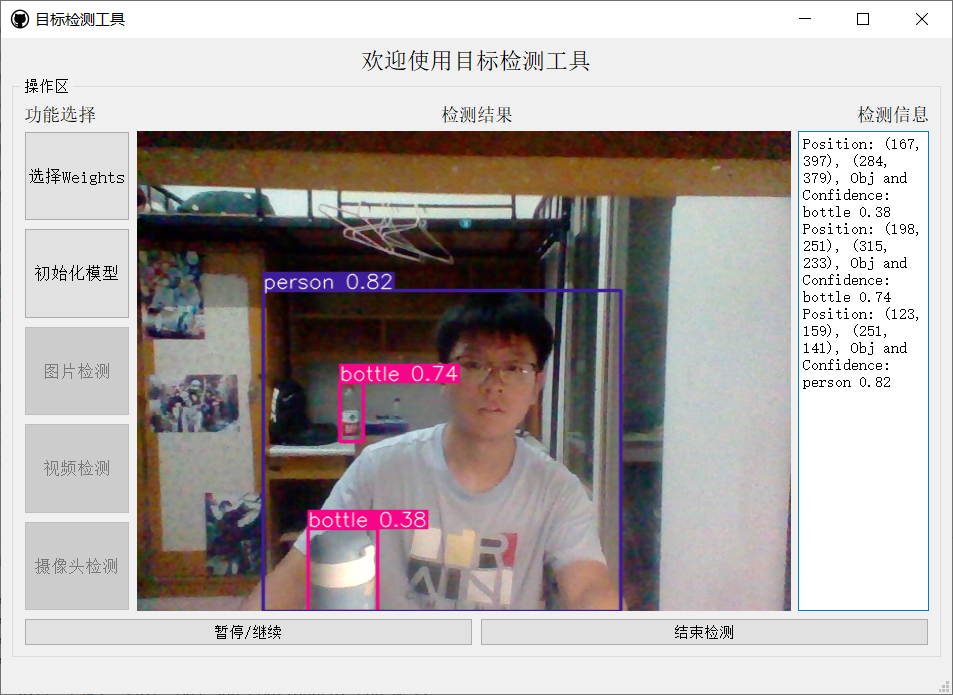 目标检测工具
欢迎使用目标检测工具
操作区
功能选择
检测结果
检测信息
选择Weights
初始化模型
图片检测
视频检测
摄像头检测
person 0.82
bottle 0.74
bottle 0.38
Position: (167,
397), (284,
379), Obj and
Confidence:
bottle 0.38
Position: (198,
251), (315,
233), Obj and
Confidence:
bottle 0.74
Position: (123,
159), (251,
141), Obj and
Confidence:
person 0.82
暂停/继续
结束检测